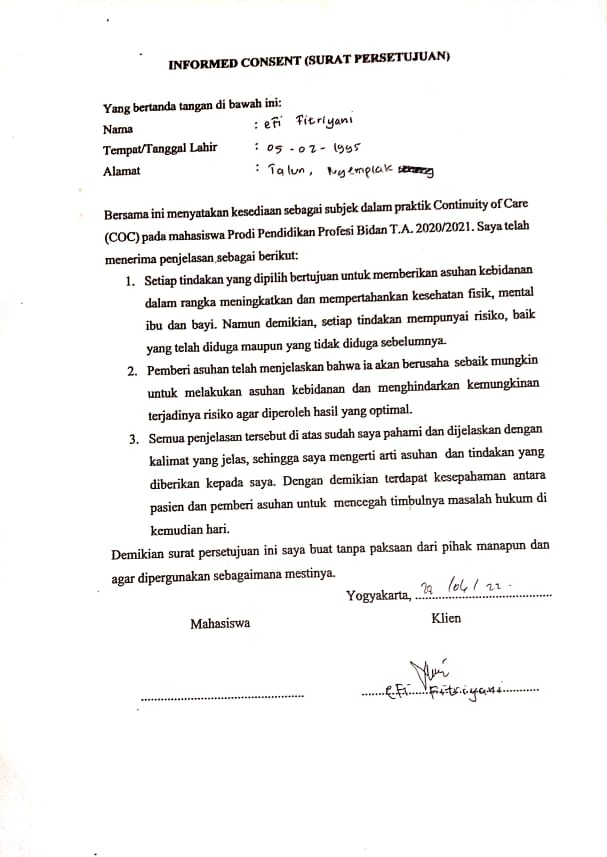 INFORMED CONSENT (SURAT PERSETUJUAN)
Yang bertanda tangan di bawah ini:
Nama : eFi Fitriyani
Tempat/Tanggal Lahir : 05 - 02 - 1995
Alamat : Talun, Nyemplak
Bersama ini menyatakan kesediaan sebagai subjek dalam praktik Continuity of Care
(COC) pada mahasiswa Prodi Pendidikan Profesi Bidan T.A. 2020/2021. Saya telah
menerima penjelasan sebagai berikut:
1. Setiap tindakan yang dipilih bertujuan untuk memberikan asuhan kebidanan
dalam rangka meningkatkan dan mempertahankan kesehatan fisik, mental
ibu dan bayi. Namun demikian, setiap tindakan mempunyai risiko, baik
yang telah diduga maupun yang tidak diduga sebelumnya.
2. Pemberi asuhan telah menjelaskan bahwa ia akan berusaha sebaik mungkin
untuk melakukan asuhan kebidanan dan menghindarkan kemungkinan
terjadinya risiko agar diperoleh hasil yang optimal.
3. Semua penjelasan tersebut di atas sudah saya pahami dan dijelaskan dengan
kalimat yang jelas, sehingga saya mengerti arti asuhan dan tindakan yang
diberikan kepada saya. Dengan demikian terdapat kesepahaman antara
pasien dan pemberi asuhan untuk mencegah timbulnya masalah hukum di
kemudian hari.
Demikian surat persetujuan ini saya buat tanpa paksaan dari pihak manapun dan
agar dipergunakan sebagaimana mestinya.
Yogyakarta, /04/22.
Mahasiswa Klien
eFi Fitriyani